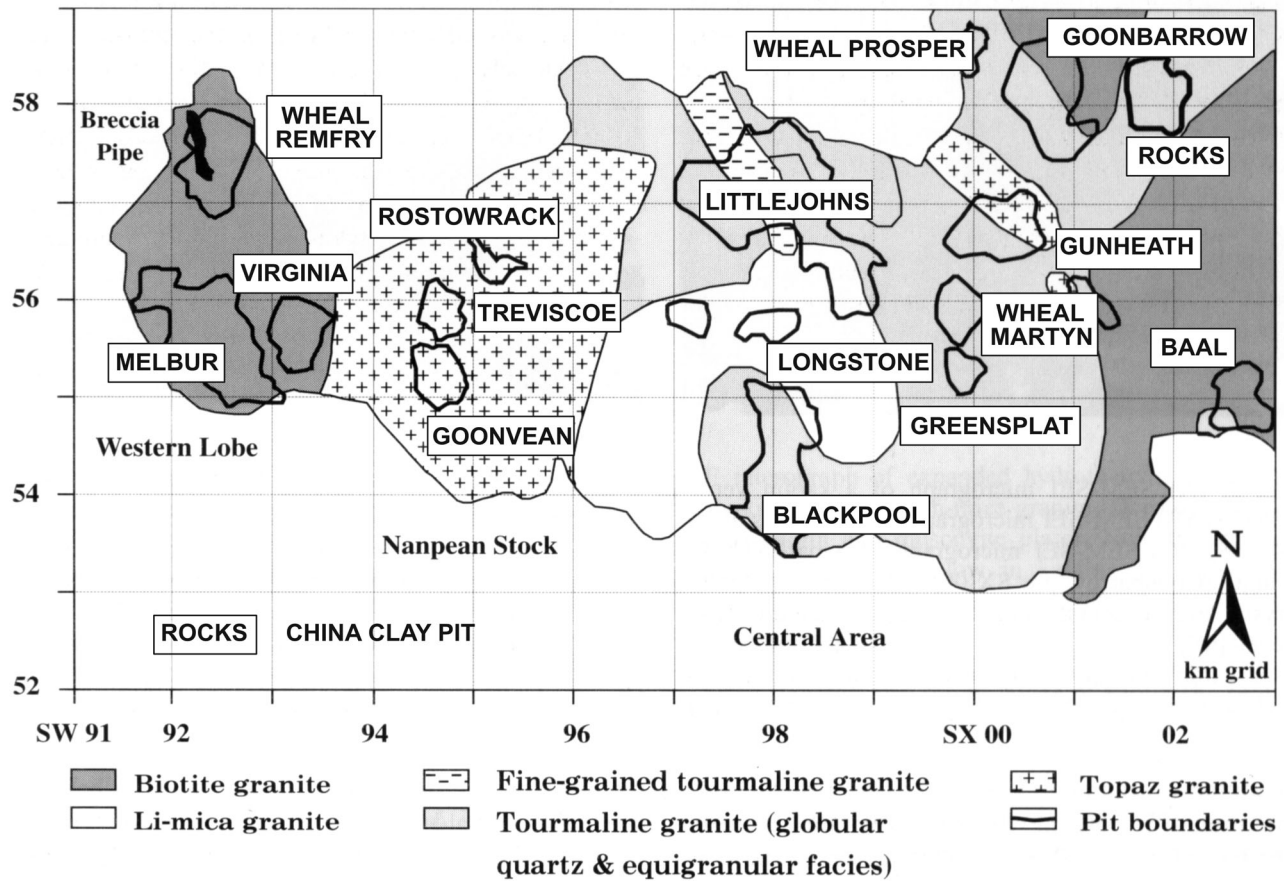 WHEAL PROSPER
GOONBARROW
58
Breccia
Pipe
WHEAL
REMFRY
ROCKS
LITTLEJOHNS
ROSTOWRACK
GUNHEATH
VIRGINIA
56
TREVISCOE
WHEAL
MARTYN
MELBUR
LONGSTONE
BAAL
Western Lobe
GOONVEAN
GREENSPLAT
54
BLACKPOOL
Nanpean Stock
N
ROCKS
CHINA CLAY PIT
Central Area
km grid
52
SW 91 92 94 96 98 SX 00 02
Biotite granite
Fine-grained tourmaline granite
Topaz granite
Li-mica granite
Tourmaline granite (globular
quartz & equigranular facies)
Pit boundaries